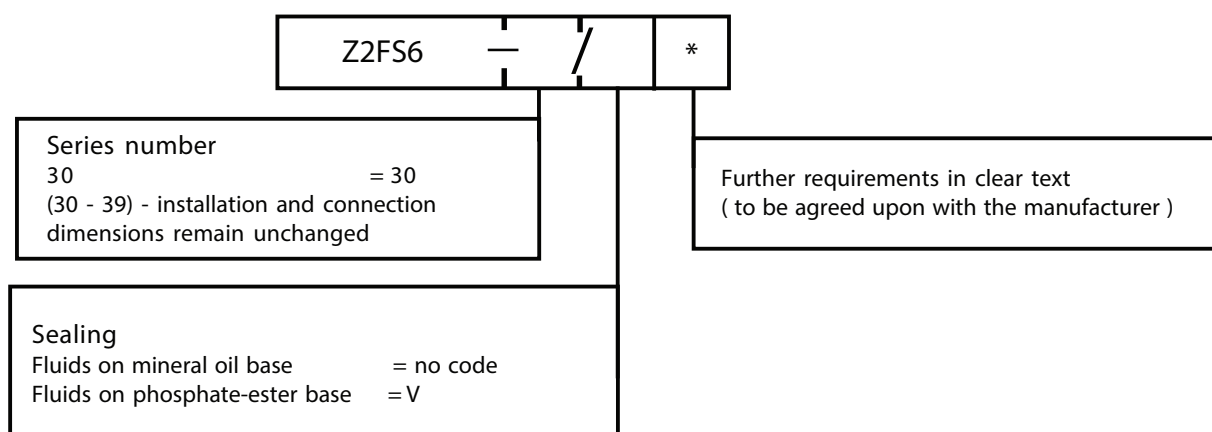 Z2FS6 — / *
Series number
30 = 30
(30 - 39) - installation and connection
dimensions remain unchanged
Further requirements in clear text
( to be agreed upon with the manufacturer )
Sealing
Fluids on mineral oil base = no code
Fluids on phosphate-ester base = V